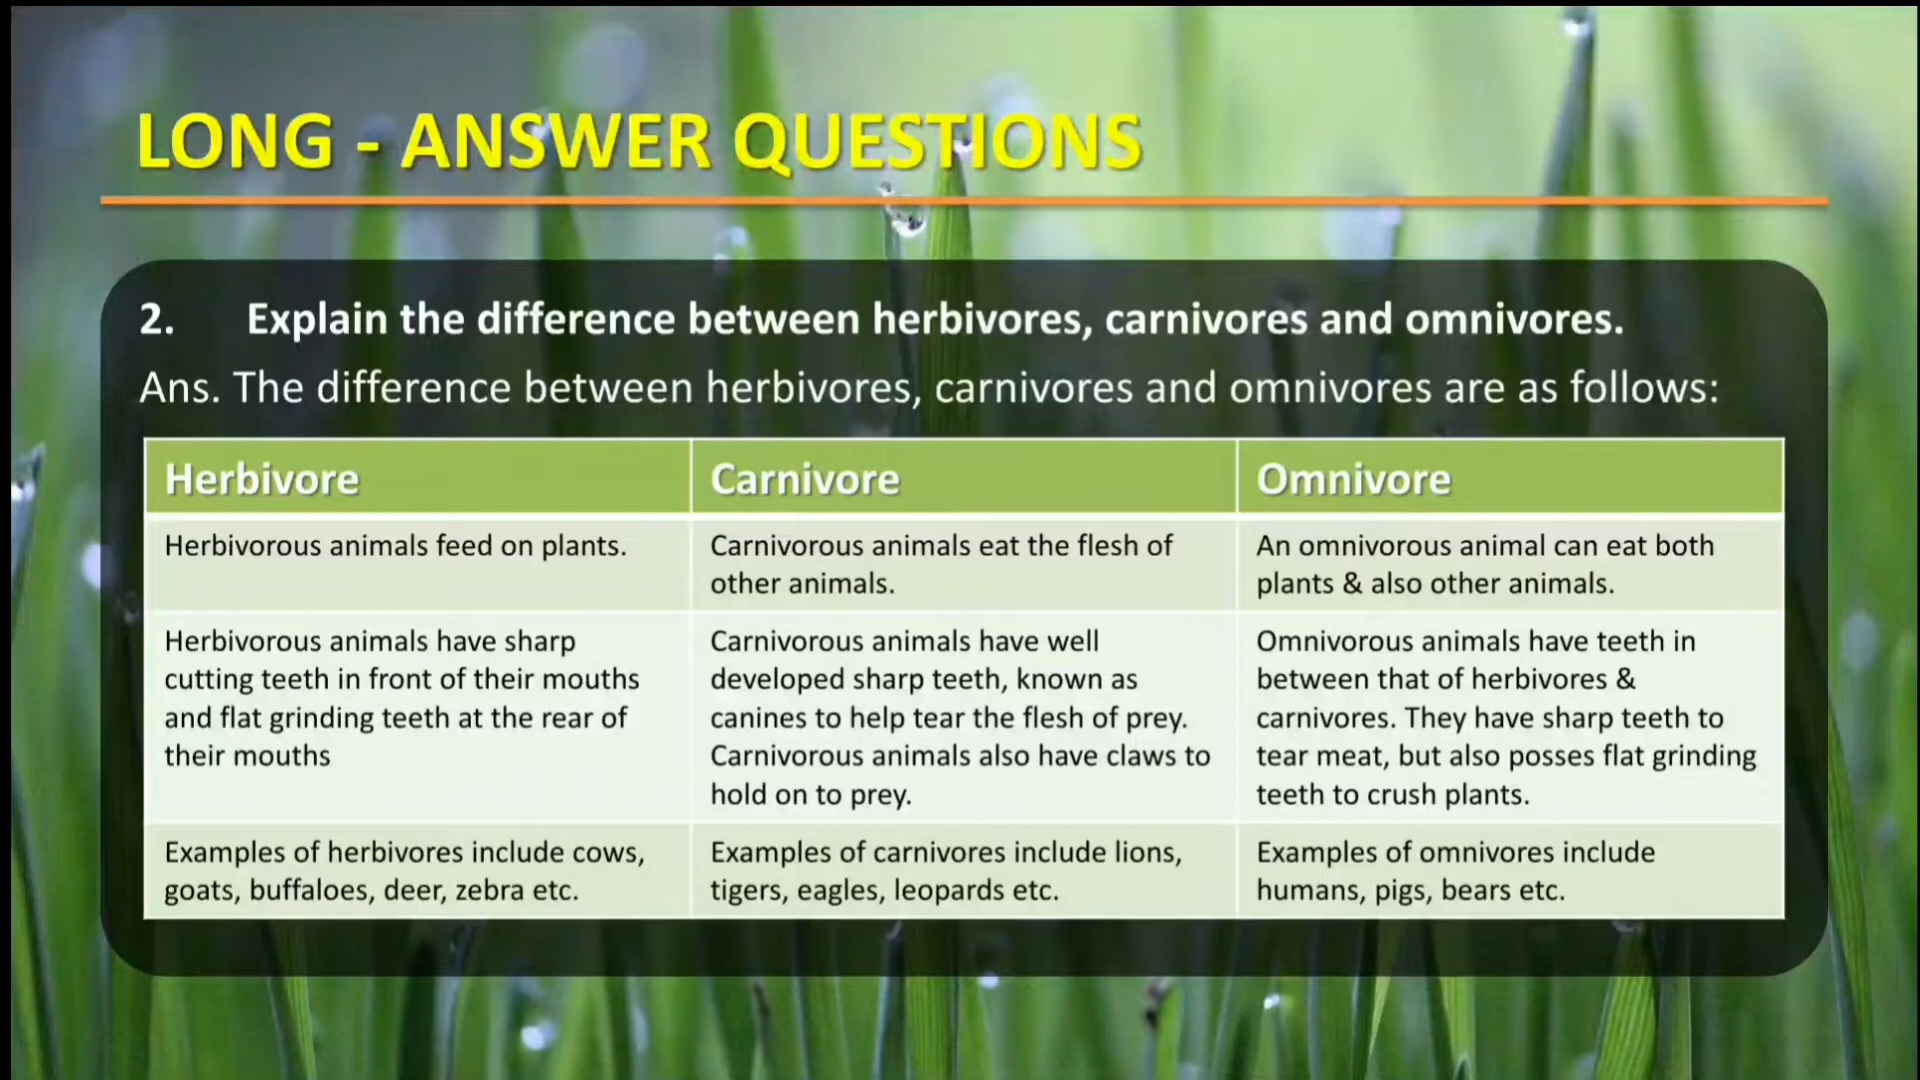 LONG - ANSWER QUESTIONS
2. Explain the difference between herbivores, carnivores and omnivores.
Ans. The difference between herbivores, carnivores and omnivores are as follows:
Herbivore
Carnivore
Omnivore
Herbivorous animals feed on plants.
Carnivorous animals eat the flesh of
other animals.
An omnivorous animal can eat both
plants & also other animals.
Herbivorous animals have sharp
cutting teeth in front of their mouths
and flat grinding teeth at the rear of
their mouths
Carnivorous animals have well
developed sharp teeth, known as
canines to help tear the flesh of prey.
Carnivorous animals also have claws to
hold on to prey.
Omnivorous animals have teeth in
between that of herbivores &
carnivores. They have sharp teeth to
tear meat, but also posses flat grinding
teeth to crush plants.
Examples of herbivores include cows,
goats, buffaloes, deer, zebra etc.
Examples of carnivores include lions,
tigers, eagles, leopards etc.
Examples of omnivores include
humans, pigs, bears etc.